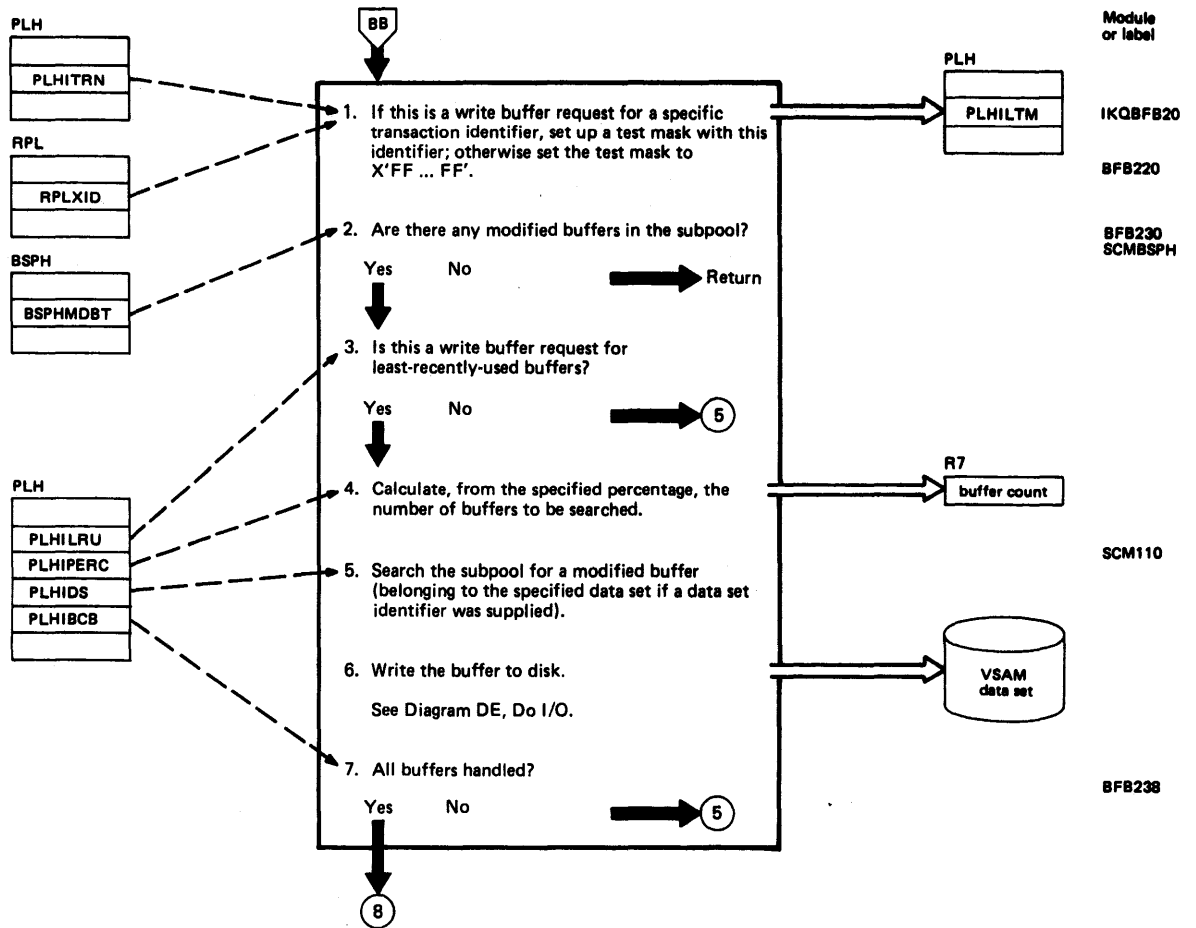 PLH
PLHITRN
RPL
RPLXID
BSPH
BSPHMDBT
PLH
PLHILRU
PLHIPERC
PLHIDS
PLHIBCB
BB
1. If this is a write buffer request for a specific
transaction identifier, set up a test mask with this
identifier; otherwise set the test mask to
X'FF ... FF'.
2. Are there any modified buffers in the subpool?
Yes No Return
3. Is this a write buffer request for
least-recently-used buffers?
Yes No 5
4. Calculate, from the specified percentage, the
number of buffers to be searched.
5. Search the subpool for a modified buffer
(belonging to the specified data set if a data set
identifier was supplied).
6. Write the buffer to disk.
See Diagram DE, Do I/O.
7. All buffers handled?
Yes No 5
8
PLH
PLHILTM
R7
buffer count
VSAM
data set
Module
or label
IKQBFB20
BFB220
BFB230
SCMBSPH
SCM110
BFB238